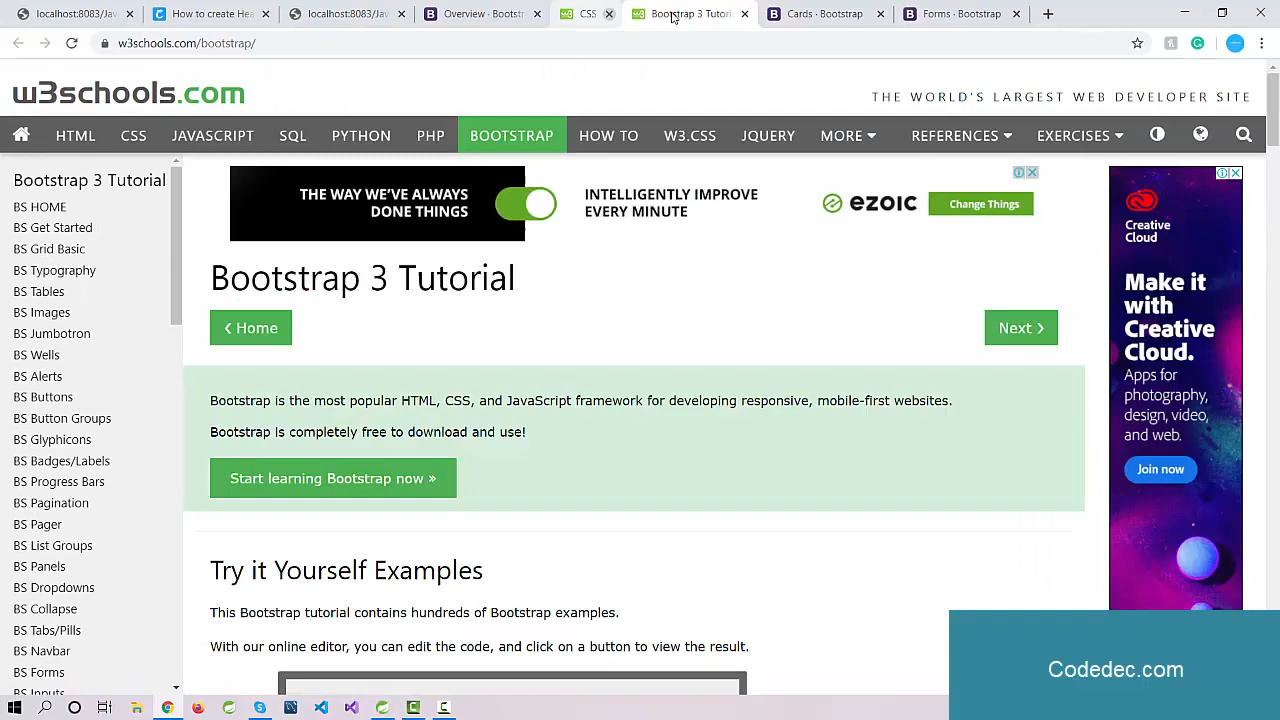 localhost:8083/Jav
How to create Hea
localhost:8083/Jav
Overview · Bootstr
CSS
Bootstrap 3 Tutori
Cards · Bootstrap
Forms · Bootstrap
w3schools.com/bootstrap/
w3schools.com
THE WORLD'S LARGEST WEB DEVELOPER SITE
HTML CSS JAVASCRIPT SQL PYTHON PHP BOOTSTRAP HOW TO W3.CSS JQUERY MORE REFERENCES EXERCISES
Bootstrap 3 Tutorial
BS HOME
BS Get Started
BS Grid Basic
BS Typography
BS Tables
BS Images
BS Jumbotron
BS Wells
BS Alerts
BS Buttons
BS Button Groups
BS Glyphicons
BS Badges/Labels
BS Progress Bars
BS Pagination
BS Pager
BS List Groups
BS Panels
BS Dropdowns
BS Collapse
BS Tabs/Pills
BS Navbar
BS Forms
BS Inputs
THE WAY WE'VE ALWAYS
DONE THINGS
INTELLIGENTLY IMPROVE
EVERY MINUTE
EZOIC
Change Things
Bootstrap 3 Tutorial
❮ Home
Next ❯
Bootstrap is the most popular HTML, CSS, and JavaScript framework for developing responsive, mobile-first websites.
Bootstrap is completely free to download and use!
Start learning Bootstrap now »
Try it Yourself Examples
This Bootstrap tutorial contains hundreds of Bootstrap examples.
With our online editor, you can edit the code, and click on a button to view the result.
Creative
Cloud
Make it
with
Creative
Cloud.
Apps for
photography,
design, video,
and web.
Join now
Codedec.com